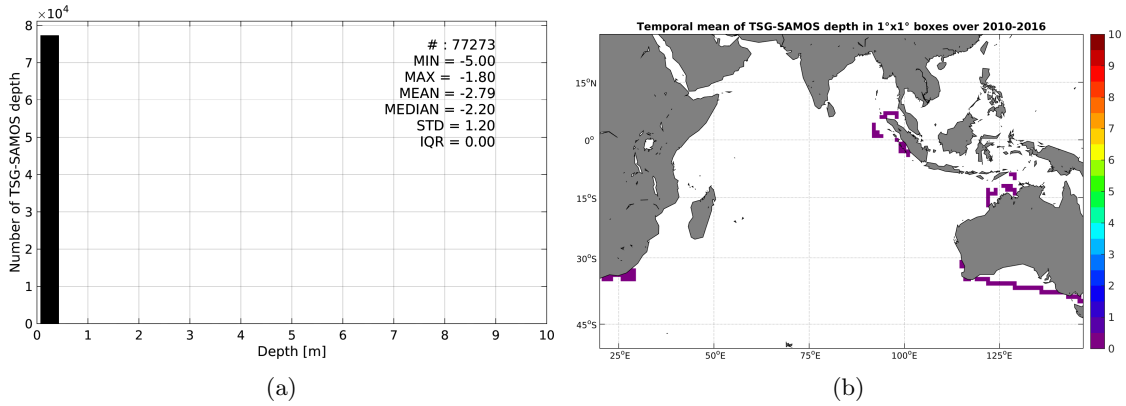 ×10⁴
8
7
6
5
4
3
2
1
0
Number of TSG-SAMOS depth
# : 77273
MIN = -5.00
MAX = -1.80
MEAN = -2.79
MEDIAN = -2.20
STD = 1.20
IQR = 0.00
0 1 2 3 4 5 6 7 8 9 10
Depth [m]
(a)
Temporal mean of TSG-SAMOS depth in 1°x1° boxes over 2010-2016
15°N
0°
15°S
30°S
45°S
25°E 50°E 75°E 100°E 125°E
10
9
8
7
6
5
4
3
2
1
0
(b)